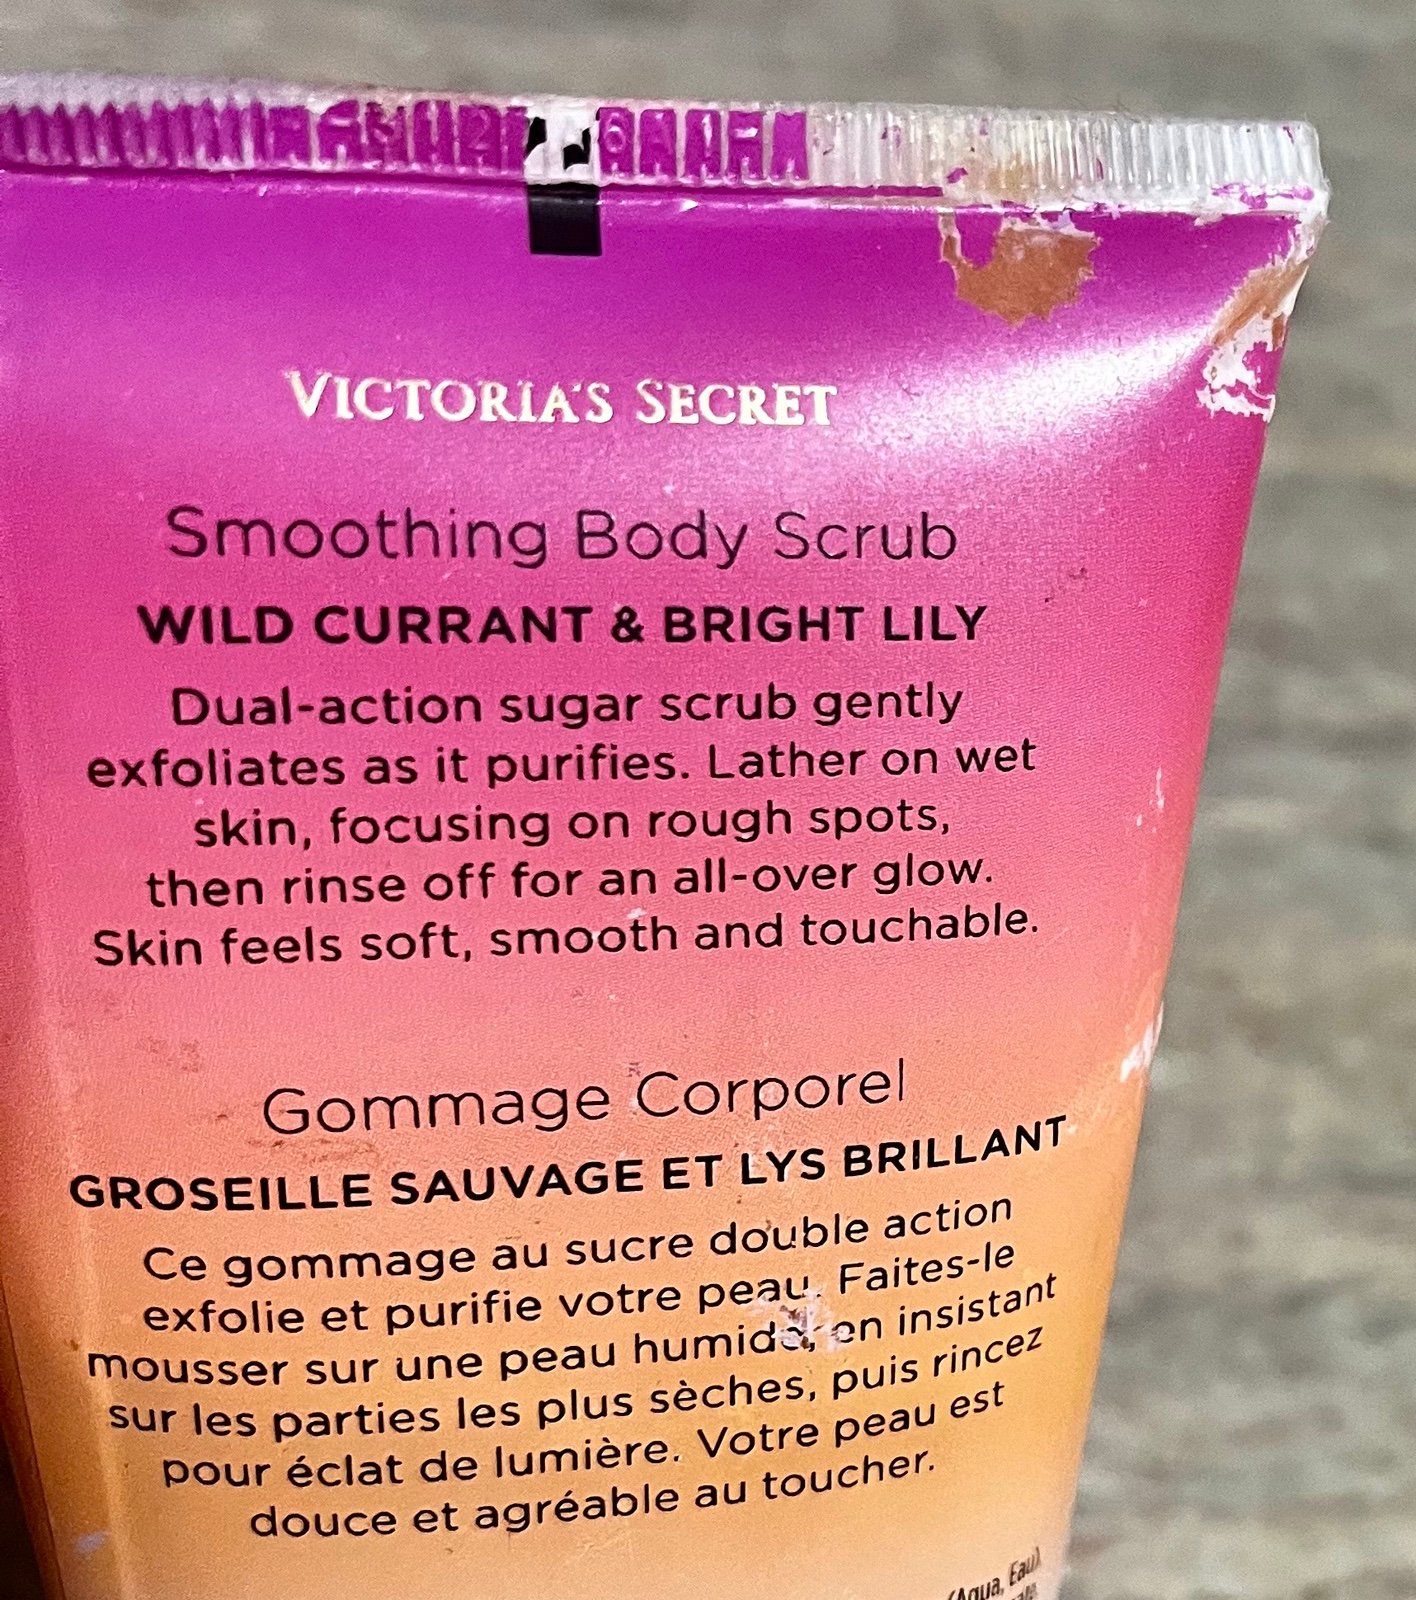 VICTORIA'S SECRET
Smoothing Body Scrub
WILD CURRANT & BRIGHT LILY
Dual-action sugar scrub gently
exfoliates as it purifies. Lather on wet
skin, focusing on rough spots,
then rinse off for an all-over glow.
Skin feels soft, smooth and touchable.
Gommage Corporel
GROSEILLE SAUVAGE ET LYS BRILLANT
Ce gommage au sucre double action
exfolie et purifie votre peau. Faites-le
mousser sur une peau humide, en insistant
sur les parties les plus sèches, puis rincez
pour éclat de lumière. Votre peau est
douce et agréable au toucher.
(Aqua, Eau)